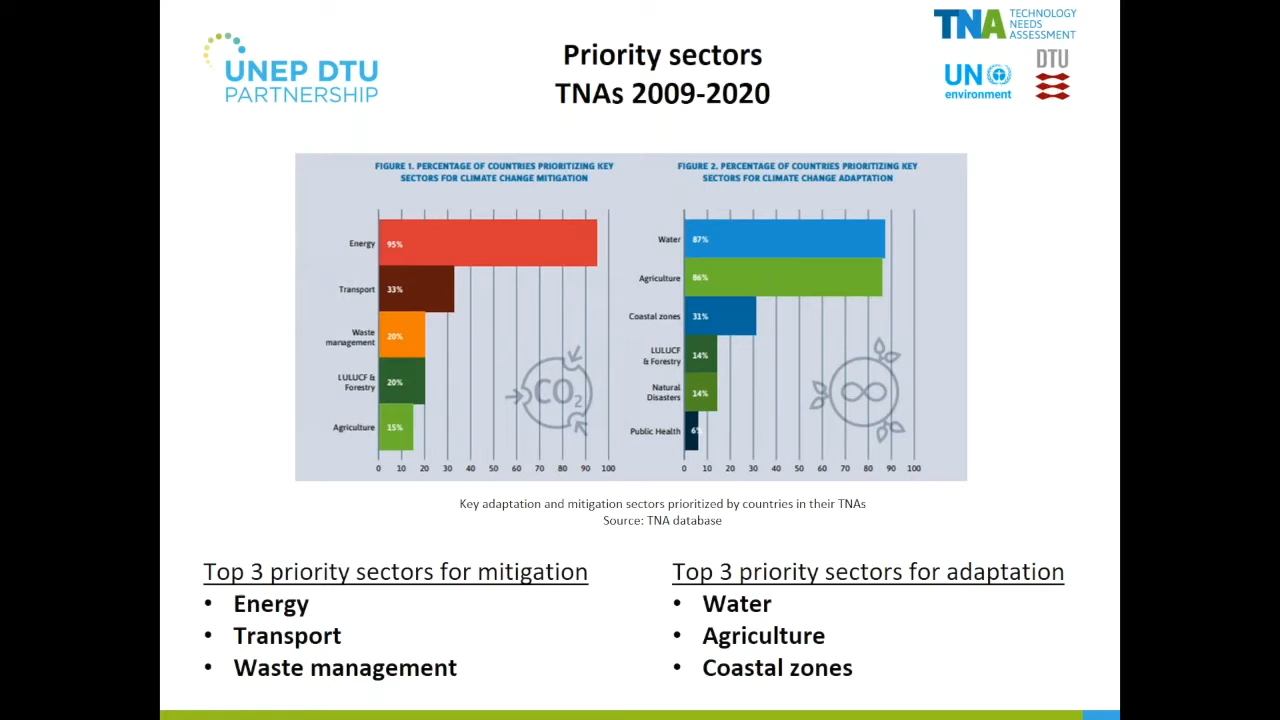 UNEP DTU
PARTNERSHIP
Priority sectors
TNAs 2009-2020
TNA TECHNOLOGY
NEEDS
ASSESSMENT
UN
environment
DTU
FIGURE 1. PERCENTAGE OF COUNTRIES PRIORITIZING KEY
SECTORS FOR CLIMATE CHANGE MITIGATION
Energy 95%
Transport 33%
Waste
management 20%
LULUCF &
Forestry 20%
Agriculture 15%
CO2
0 10 20 30 40 50 60 70 80 90 100
FIGURE 2. PERCENTAGE OF COUNTRIES PRIORITIZING KEY
SECTORS FOR CLIMATE CHANGE ADAPTATION
Water 87%
Agriculture 86%
Coastal zones 31%
LULUCF
& Forestry 14%
Natural
Disasters 14%
Public Health 6%
0 10 20 30 40 50 60 70 80 90 100
Key adaptation and mitigation sectors prioritized by countries in their TNAs
Source: TNA database
Top 3 priority sectors for mitigation
• Energy
• Transport
• Waste management
Top 3 priority sectors for adaptation
• Water
• Agriculture
• Coastal zones